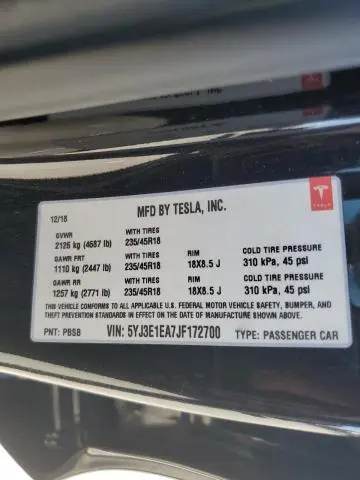 12/18
MFD BY TESLA, INC.
TESLA
GVWR WITH TIRES
2126 kg (4687 lb) 235/45R18
GAWR FRT WITH TIRES RIM COLD TIRE PRESSURE
1110 kg (2447 lb) 235/45R18 18X8.5 J 310 kPa, 45 psi
GAWR RR WITH TIRES RIM COLD TIRE PRESSURE
1257 kg (2771 lb) 235/45R18 18X8.5 J 310 kPa, 45 psi
THIS VEHICLE CONFORMS TO ALL APPLICABLE U.S. FEDERAL MOTOR VEHICLE SAFETY, BUMPER, AND
THEFT PREVENTION STANDARDS IN EFFECT ON THE DATE OF MANUFACTURE SHOWN ABOVE.
PNT: PBSB VIN: 5YJ3E1EA7JF172700 TYPE: PASSENGER CAR